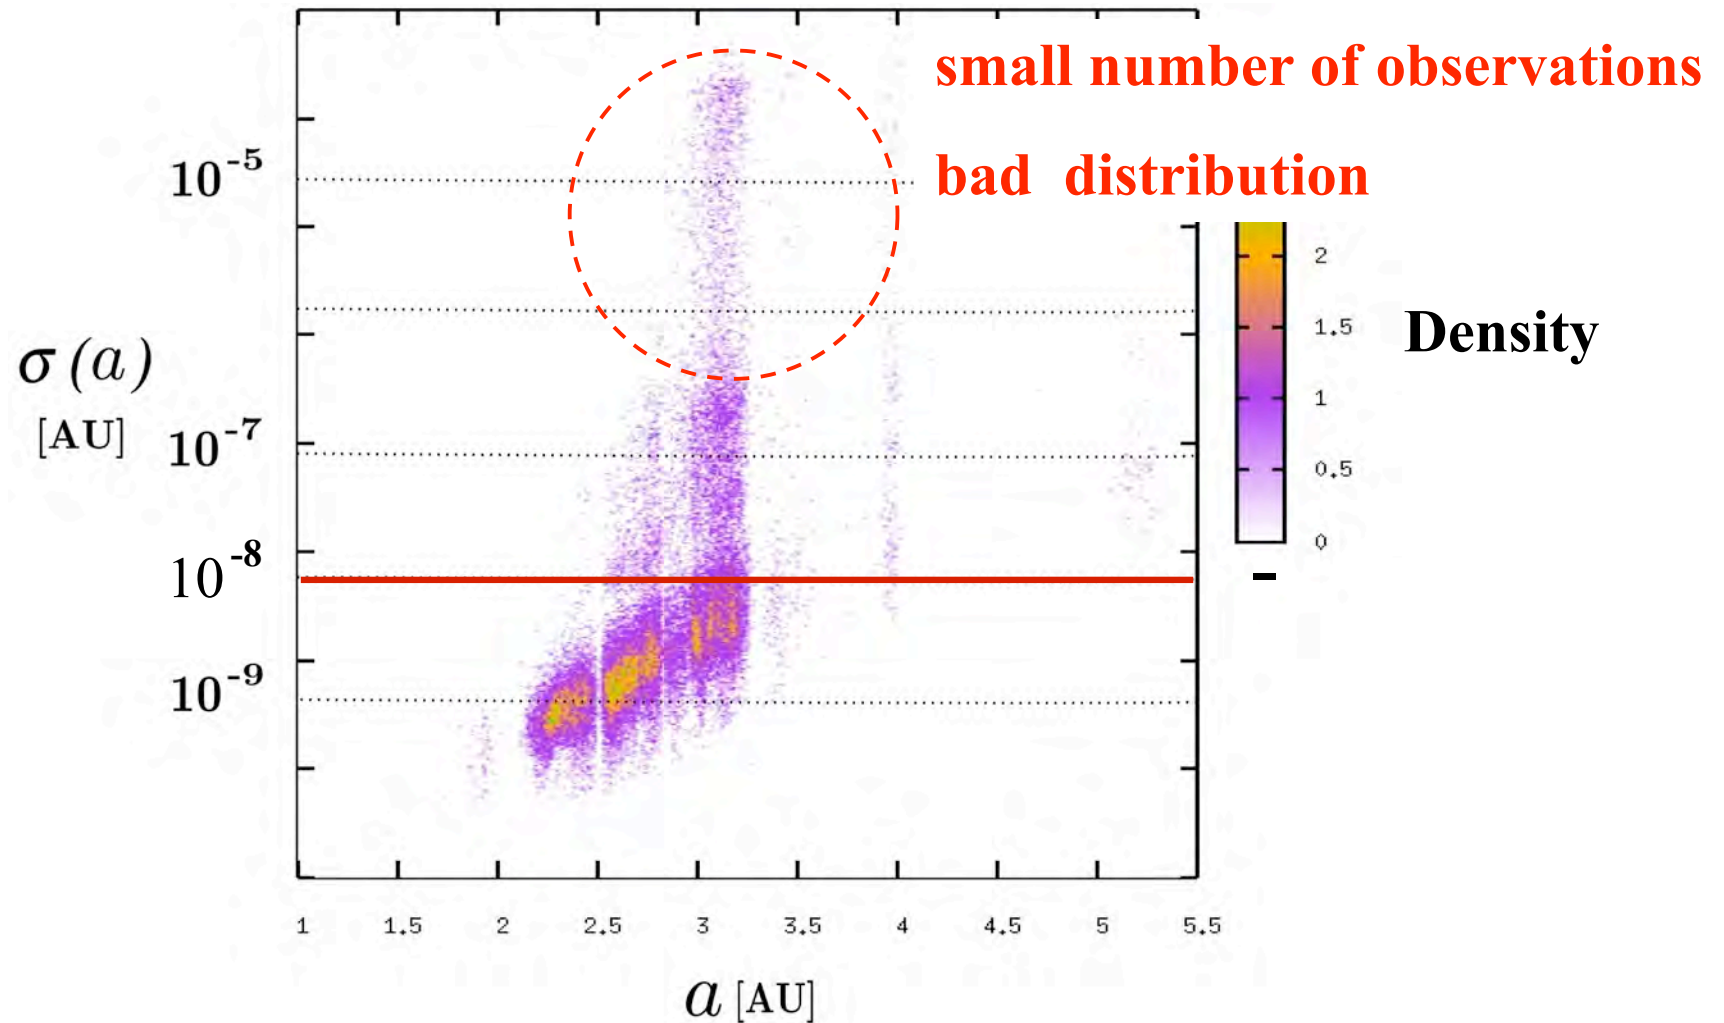 small number of observations
bad distribution
10^-5
2
1.5
Density
σ (a)
[AU]
1
10^-7
0.5
10^-8
0
-
10^-9
1 1.5 2 2.5 3 3.5 4 4.5 5 5.5
a [AU]